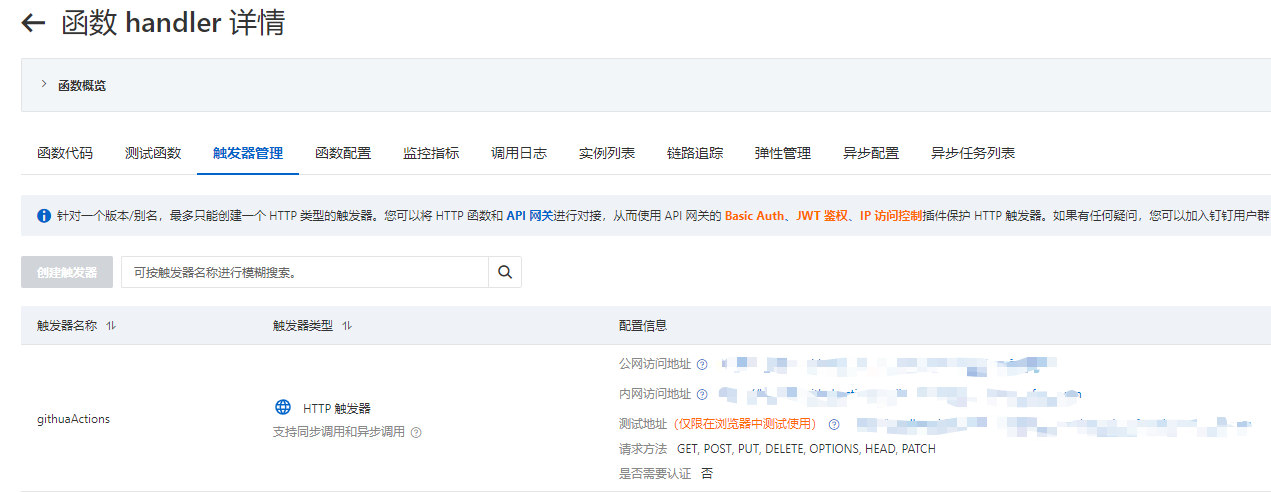 函数 handler 详情
函数概览
函数代码 测试函数 触发器管理 函数配置 监控指标 调用日志 实例列表 链路追踪 弹性管理 异步配置 异步任务列表
针对一个版本/别名，最多只能创建一个 HTTP 类型的触发器。您可以将 HTTP 函数和 API 网关进行对接，从而使用 API 网关的 Basic Auth、JWT 鉴权、IP 访问控制插件保护 HTTP 触发器。如果有任何疑问，您可以加入钉钉用户群
创建触发器 可按触发器名称进行模糊搜索。
触发器名称 触发器类型 配置信息
公网访问地址
内网访问地址
githuaActions HTTP 触发器
测试地址（仅限在浏览器中测试使用）
支持同步调用和异步调用
请求方法 GET, POST, PUT, DELETE, OPTIONS, HEAD, PATCH
是否需要认证 否